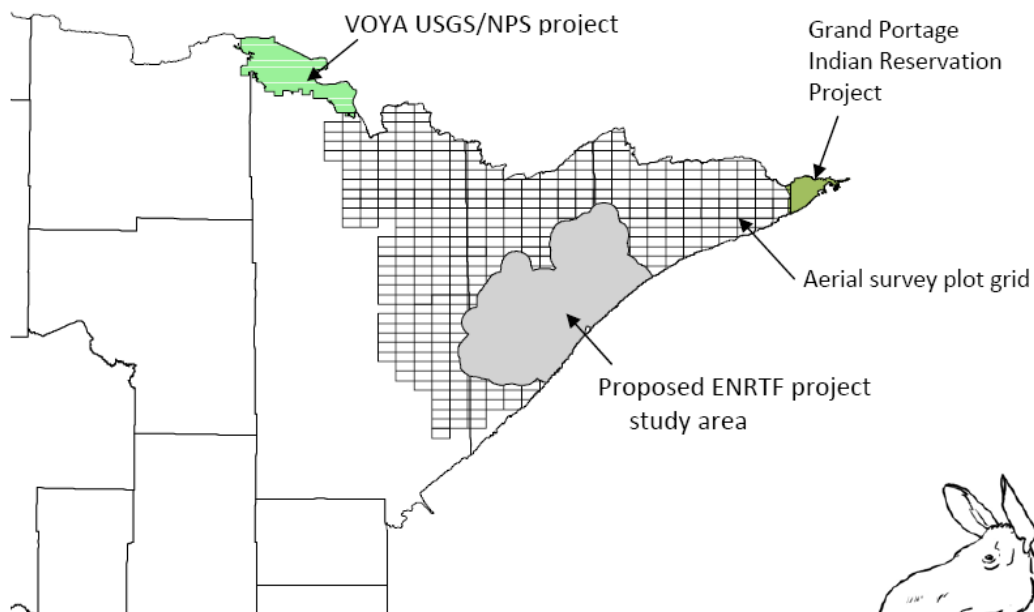 VOYA USGS/NPS project
Grand Portage
Indian Reservation
Project
Aerial survey plot grid
Proposed ENRTF project
study area